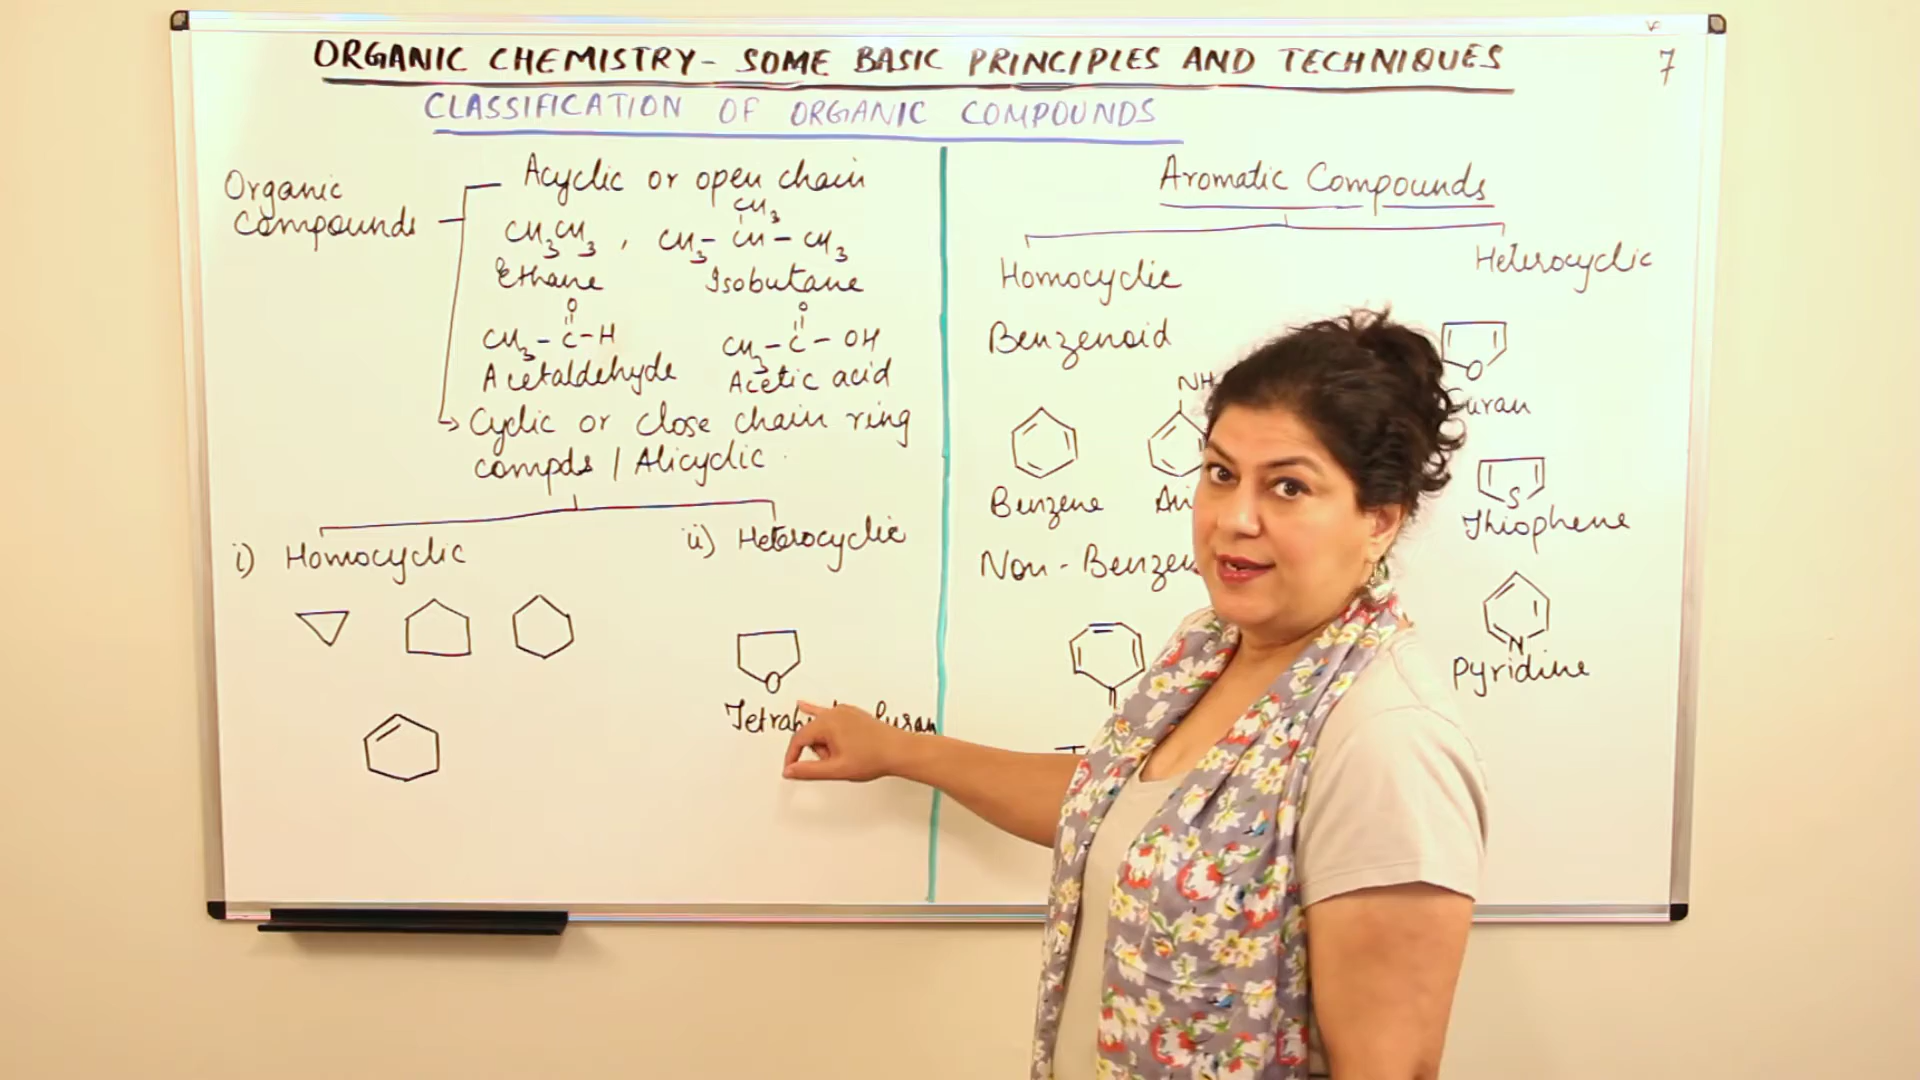 ORGANIC CHEMISTRY- SOME BASIC PRINCIPLES AND TECHNIQUES
7
CLASSIFICATION OF ORGANIC COMPOUNDS
Organic
Compounds
Acyclic or open chain
CH3
CH3CH3 , CH3- CH - CH3
Ethane Isobutane
O O
CH3 - C - H CH3 - C - OH
Acetaldehyde Acetic acid
Cyclic or close chain ring
compds / Alicyclic
i) Homocyclic
ii) Heterocyclic
O
Aromatic Compounds
Homocyclic
Benzenoid
NH
Benzene
Non-
Heterocyclic
O
Furan
S
Thiophene
N
Pyridine